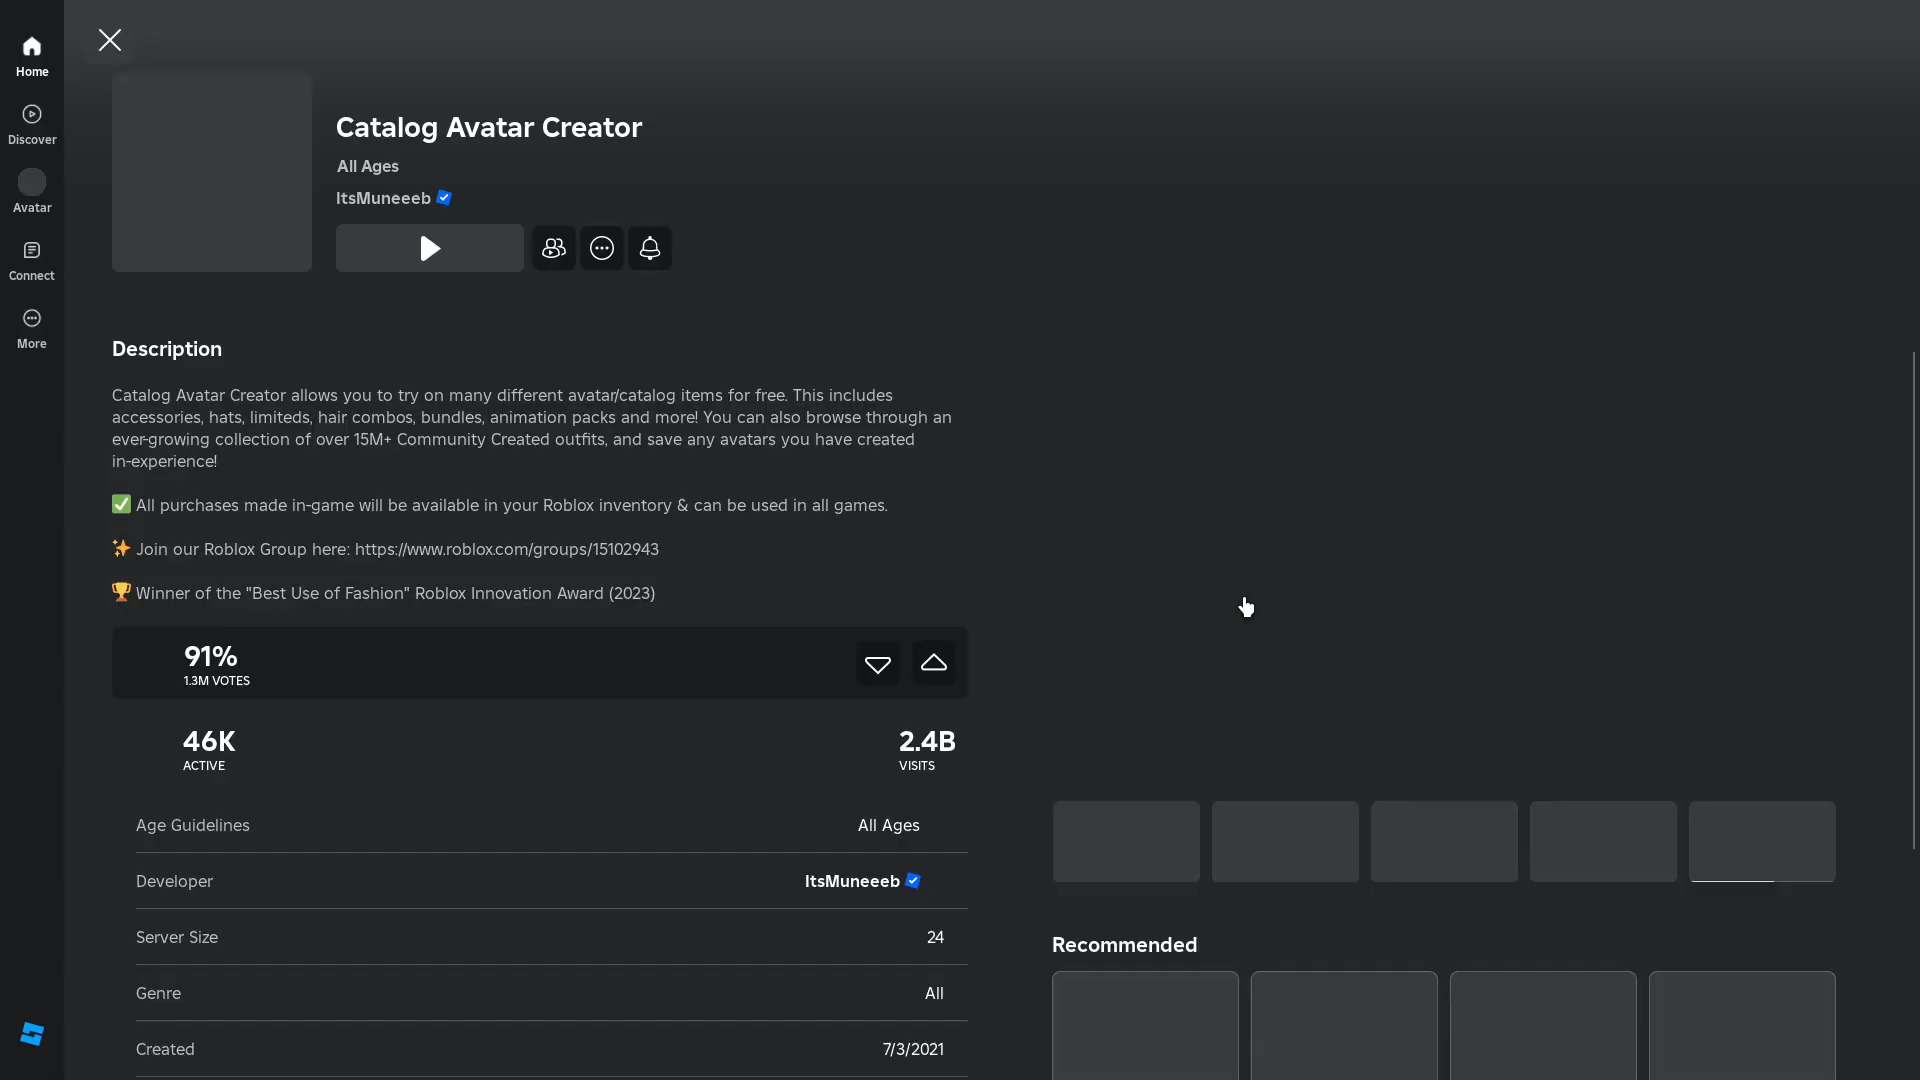 Home
Discover
Avatar
Connect
More
Catalog Avatar Creator
All Ages
ItsMuneeeb
Description
Catalog Avatar Creator allows you to try on many different avatar/catalog items for free. This includes
accessories, hats, limiteds, hair combos, bundles, animation packs and more! You can also browse through an
ever-growing collection of over 15M+ Community Created outfits, and save any avatars you have created
in-experience!
✅ All purchases made in-game will be available in your Roblox inventory & can be used in all games.
✨ Join our Roblox Group here: https://www.roblox.com/groups/15102943
🏆 Winner of the "Best Use of Fashion" Roblox Innovation Award (2023)
91%
1.3M VOTES
46K
ACTIVE
2.4B
VISITS
Age Guidelines All Ages
Developer ItsMuneeeb
Server Size 24
Genre All
Created 7/3/2021
Recommended